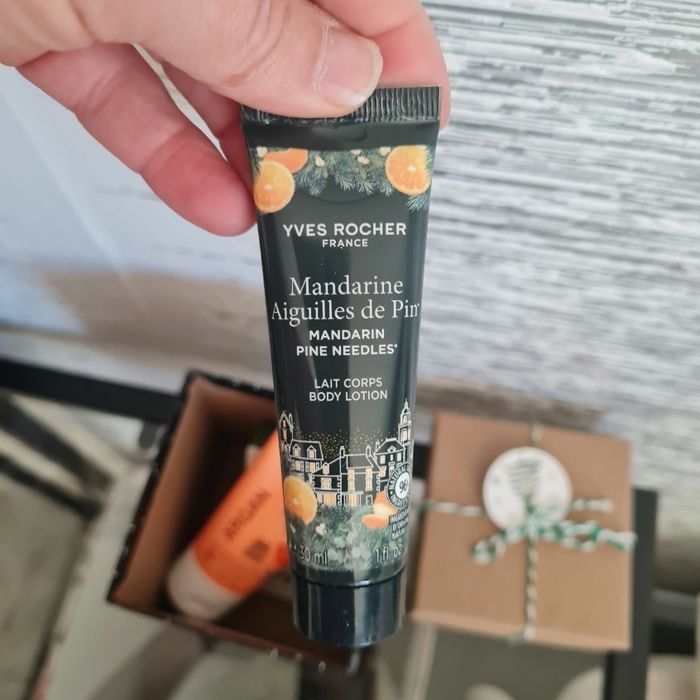 YVES ROCHER
FRANCE
Mandarine
Aiguilles de Pin*
MANDARIN
PINE NEEDLES*
LAIT CORPS
BODY LOTION
30 ml
1 fl. oz
ARGAN